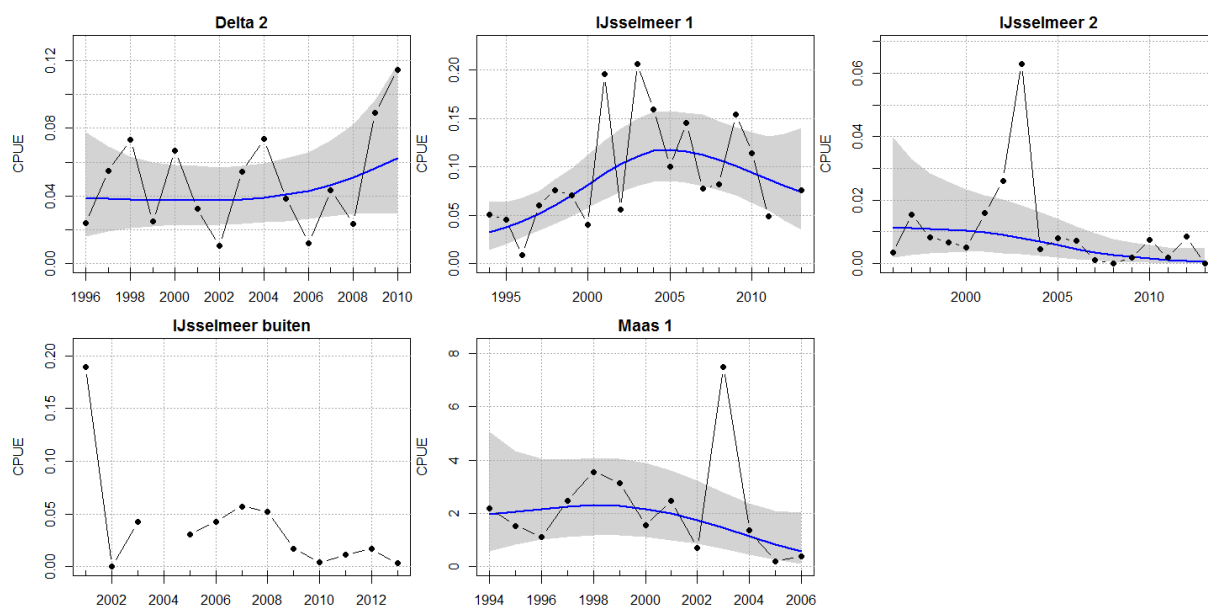 Delta 2
IJsselmeer 1
IJsselmeer 2
CPUE
0.00 0.04 0.08 0.12
1996 1998 2000 2002 2004 2006 2008 2010
CPUE
0.00 0.05 0.10 0.15 0.20
1995 2000 2005 2010
CPUE
0.00 0.02 0.04 0.06
2000 2005 2010
IJsselmeer buiten
Maas 1
CPUE
0.00 0.05 0.10 0.15 0.20
2002 2004 2006 2008 2010 2012
CPUE
0 2 4 6 8
1994 1996 1998 2000 2002 2004 2006